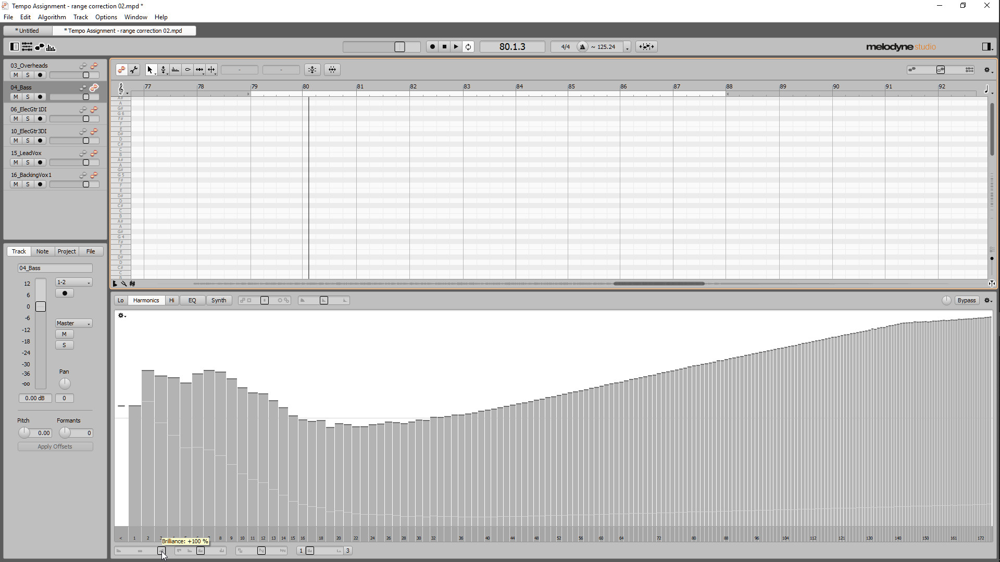 Tempo Assignment - range correction 02.mpd *
File Edit Algorithm Track Options Window Help
* Untitled * Tempo Assignment - range correction 02.mpd
80.1.3 4/4 ~ 125.24 melodyne studio
03_Overheads
M S
04_Bass
M S
06_ElecGtr1DI
M S
10_ElecGtr3DI
M S
15_LeadVox
M S
16_BackingVox1
M S
- -
77 78 79 80 81 82 83 84 85 86 87 88 89 90 91 92
A#
A
G#
G 6
F#
F
E
D#
D
C#
C
B
A#
A
G#
G 5
F#
F
E
D#
D
C#
C
B
A#
A
G#
G 4
F#
F
E
D#
D
C#
C
B
Track Note Project File
04_Bass
12
6
0
-6
-12
-18
-24
-30
-36
-oo
1-2
Master
M
S
Pan
0.00 dB 0
Pitch Formants
0.00 0
Apply Offsets
Lo Harmonics Hi EQ Synth Bypass
< 1 2 8 9 10 11 12 13 14 15 16 18 20 22 24 26 28 30 32 36 40 44 48 52 56 60 64 72 80 88 96 104 112 121 130 140 150 161 172
Brilliance: +100 %
1 3